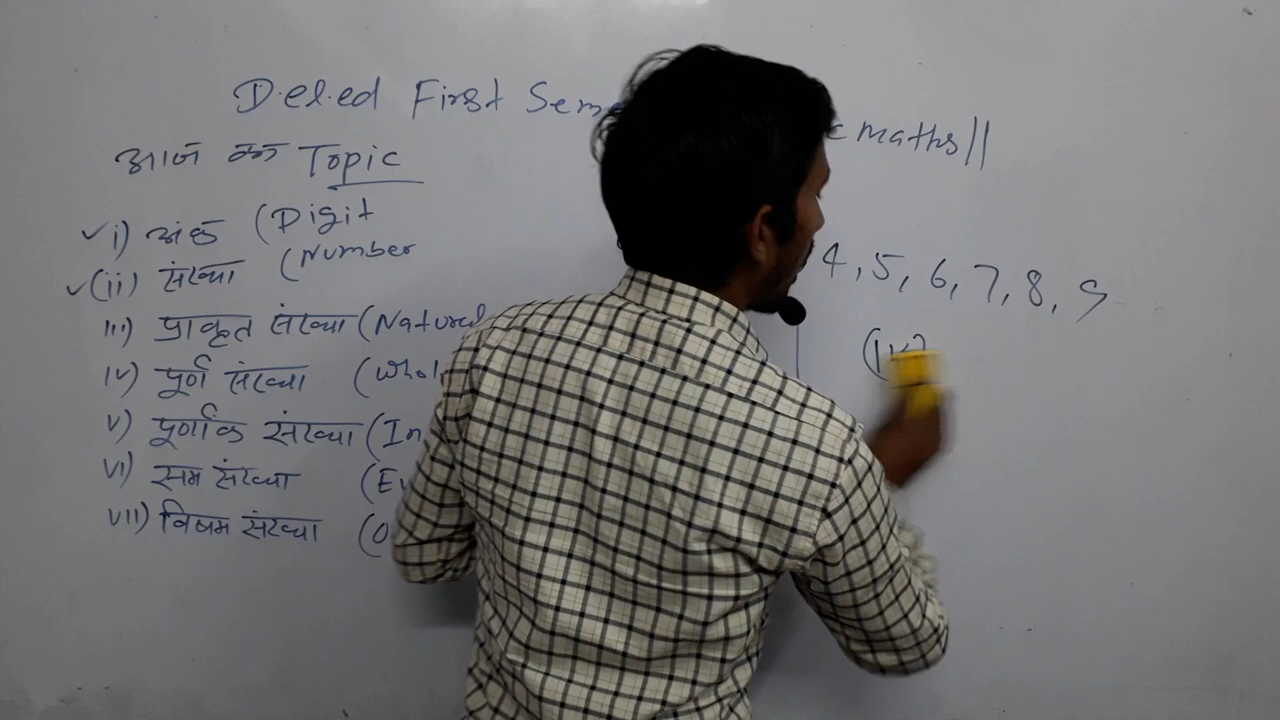 D.El.ed First Sem maths||
आज का Topic
i) अंक (Digit
(ii) संख्या (Number
4, 5, 6, 7, 8, 9
iii) प्राकृत संख्या (Natural
iv) पूर्ण संख्या (Whol
v) पूर्णांक संख्या (In
vi) सम संख्या (E
vii) विषम संख्या (O